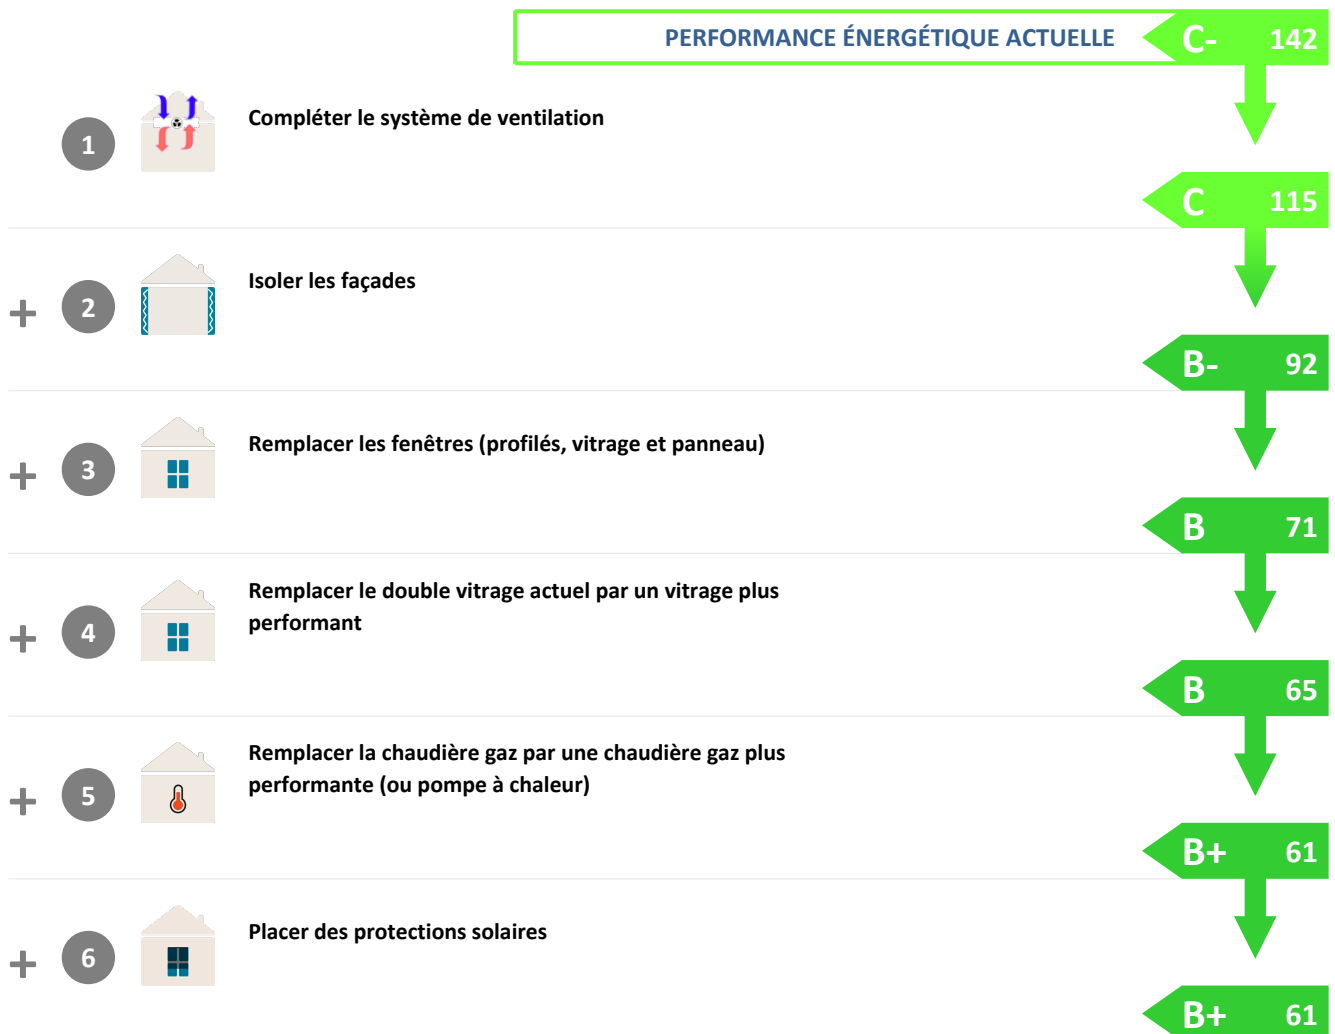 PERFORMANCE ÉNERGÉTIQUE ACTUELLE C- 142
1 Compléter le système de ventilation
C 115
+ 2 Isoler les façades
B- 92
+ 3 Remplacer les fenêtres (profilés, vitrage et panneau)
B 71
+ 4 Remplacer le double vitrage actuel par un vitrage plus
performant
B 65
+ 5 Remplacer la chaudière gaz par une chaudière gaz plus
performante (ou pompe à chaleur)
B+ 61
+ 6 Placer des protections solaires
B+ 61